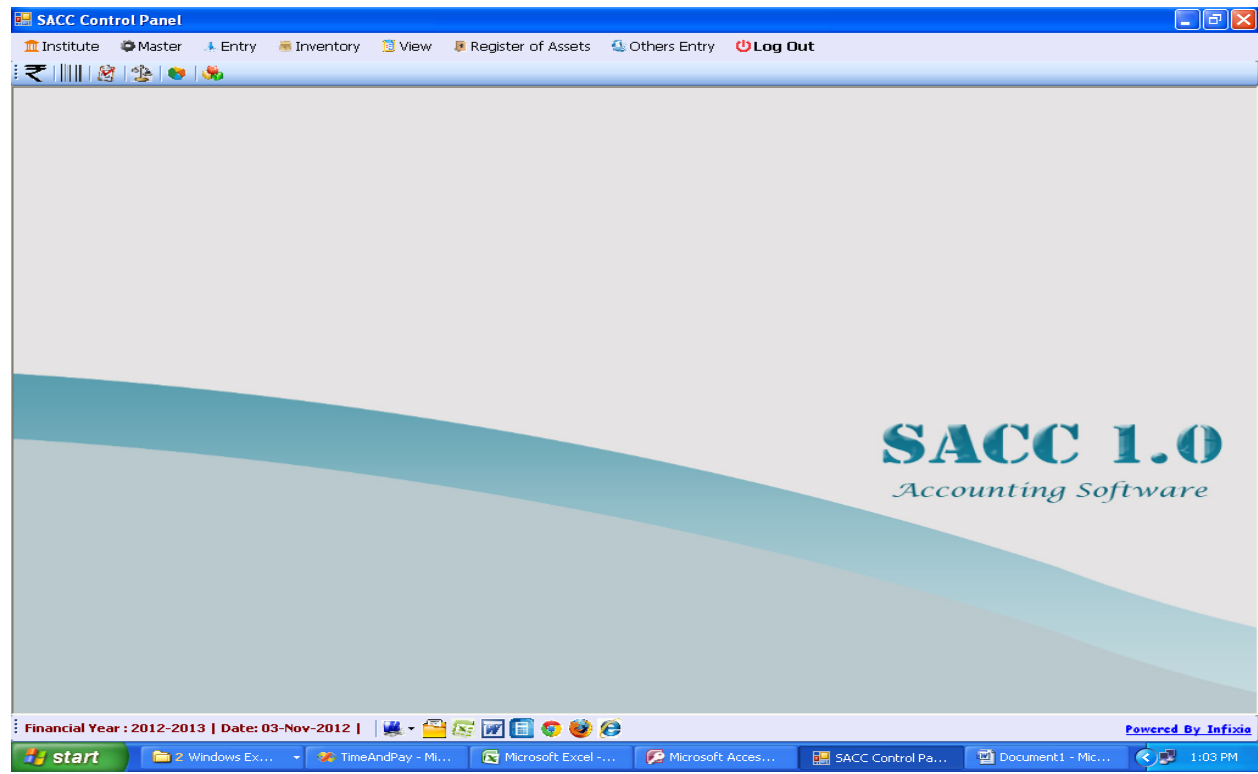 SACC Control Panel
Institute Master Entry Inventory View Register of Assets Others Entry Log Out
SACC 1.0
Accounting Software
Financial Year : 2012-2013 | Date: 03-Nov-2012 |
Powered By Infixia
start 2 Windows Ex... TimeAndPay - Mi... Microsoft Excel -... Microsoft Acces... SACC Control Pa... Document1 - Mic... 1:03 PM